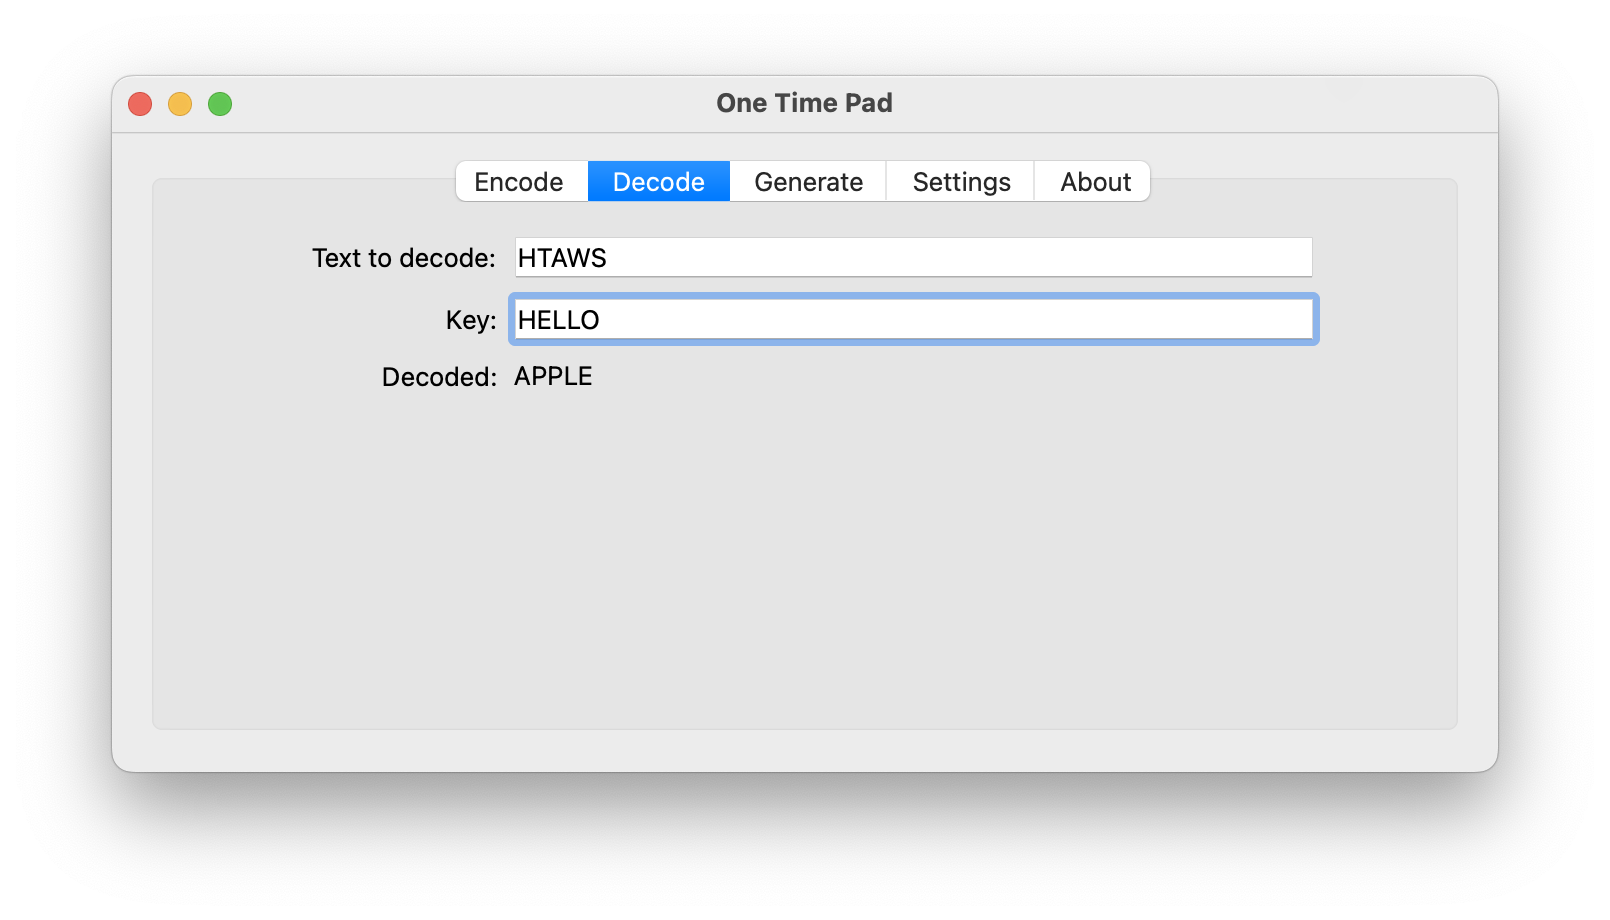 One Time Pad
Encode Decode Generate Settings About
Text to decode: HTAWS
Key: HELLO
Decoded: APPLE